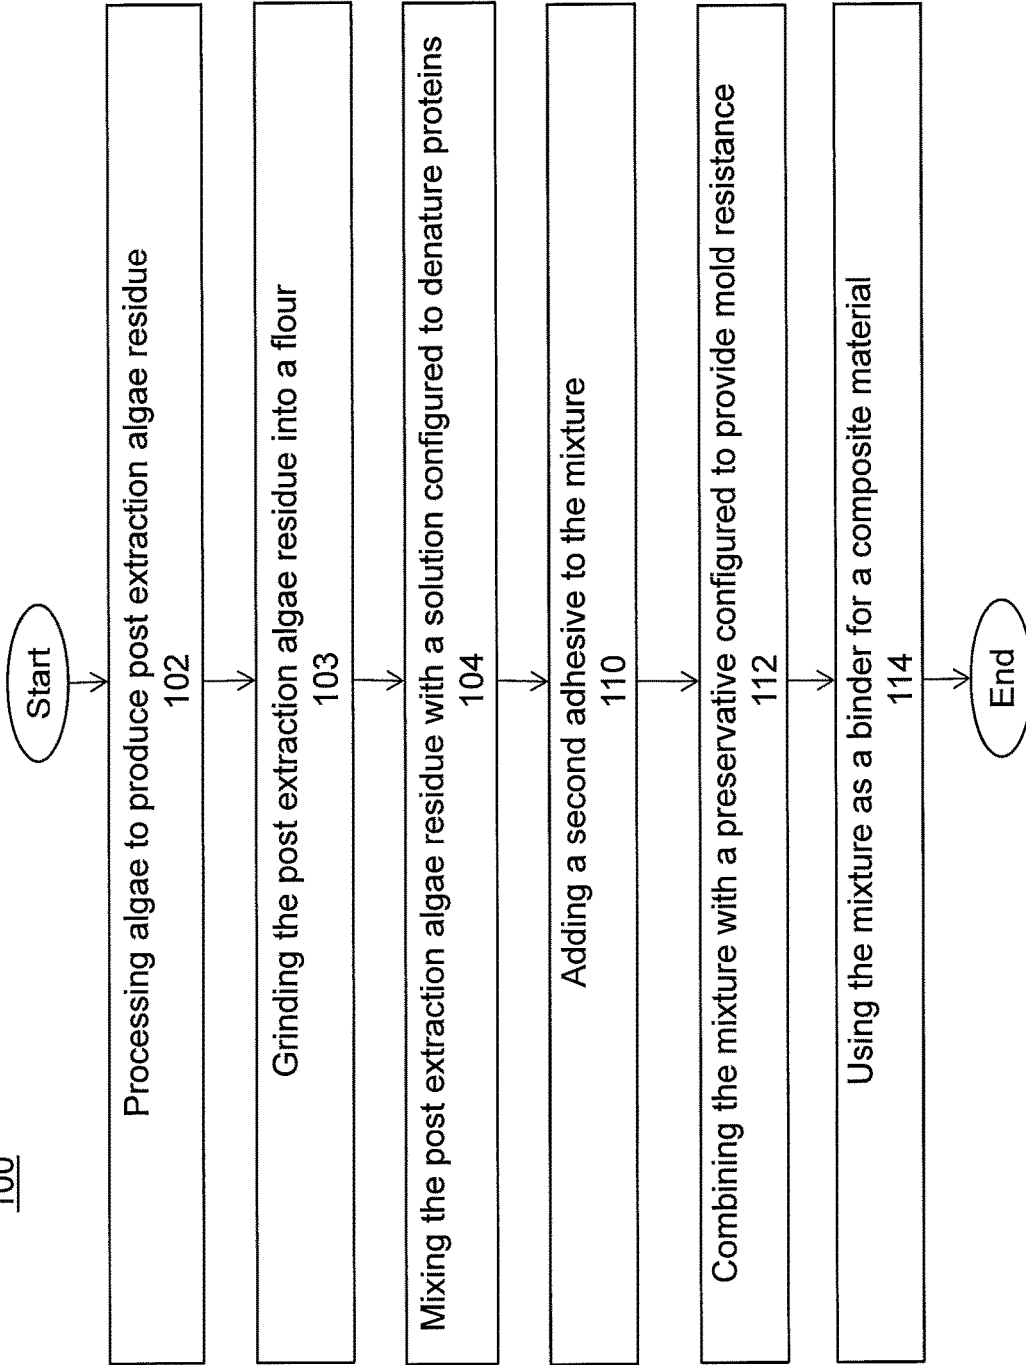 100
Start
Processing algae to produce post extraction algae residue
102
Grinding the post extraction algae residue into a flour
103
Mixing the post extraction algae residue with a solution configured to denature proteins
104
Adding a second adhesive to the mixture
110
Combining the mixture with a preservative configured to provide mold resistance
112
Using the mixture as a binder for a composite material
114
End